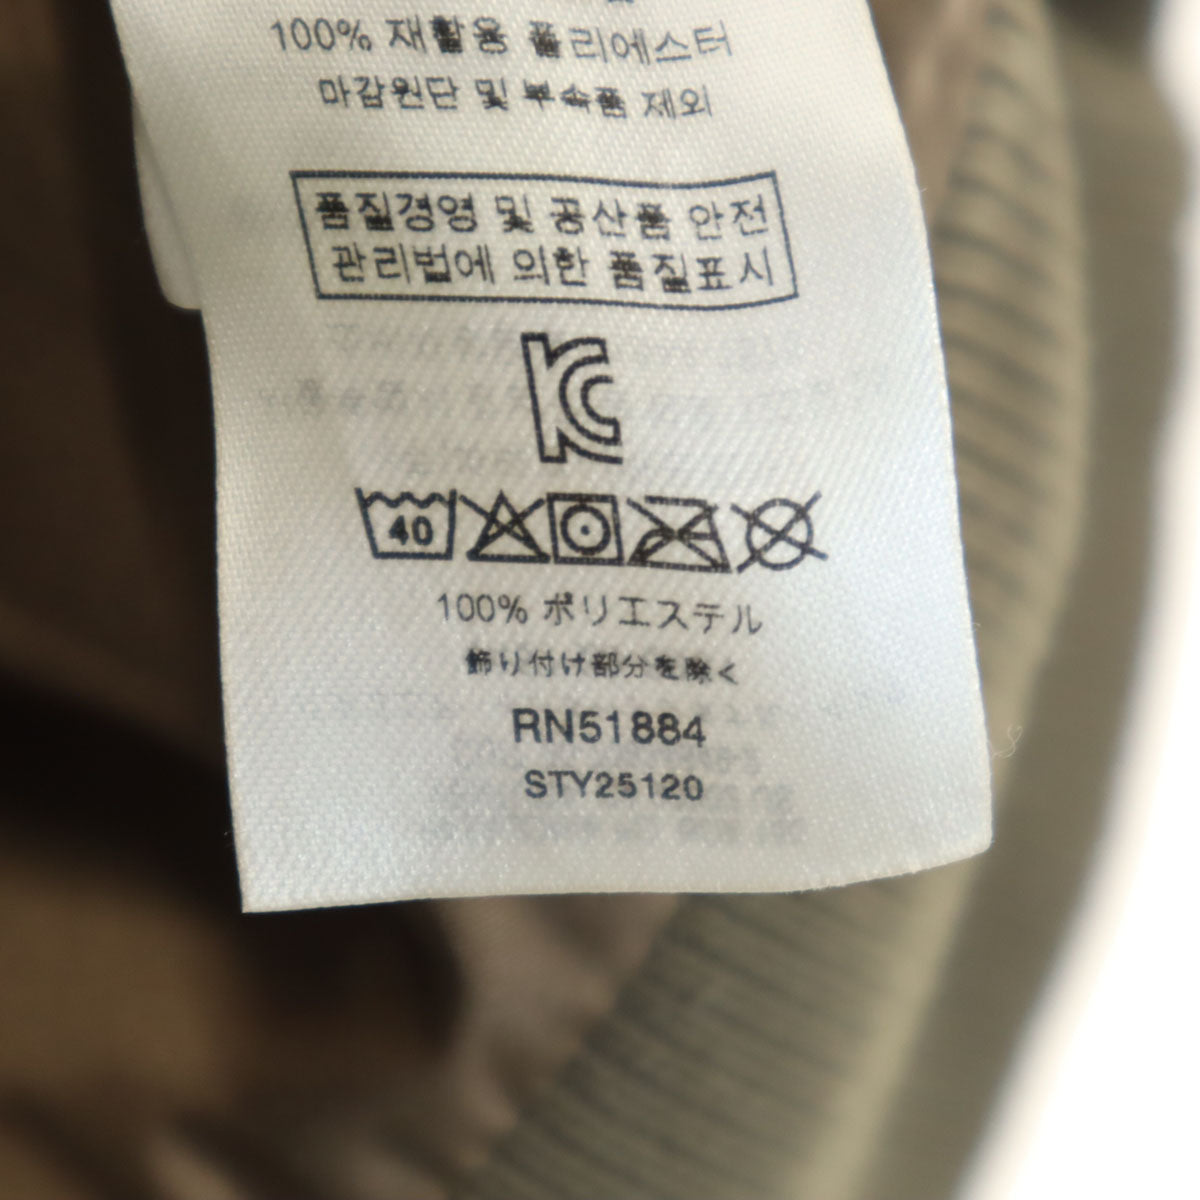 100% 재활용 폴리에스터
마감원단 및 부속품 제외
품질경영 및 공산품 안전
관리법에 의한 품질표시
40
100% ポリエステル
飾り付け部分を除く
RN51884
STY25120